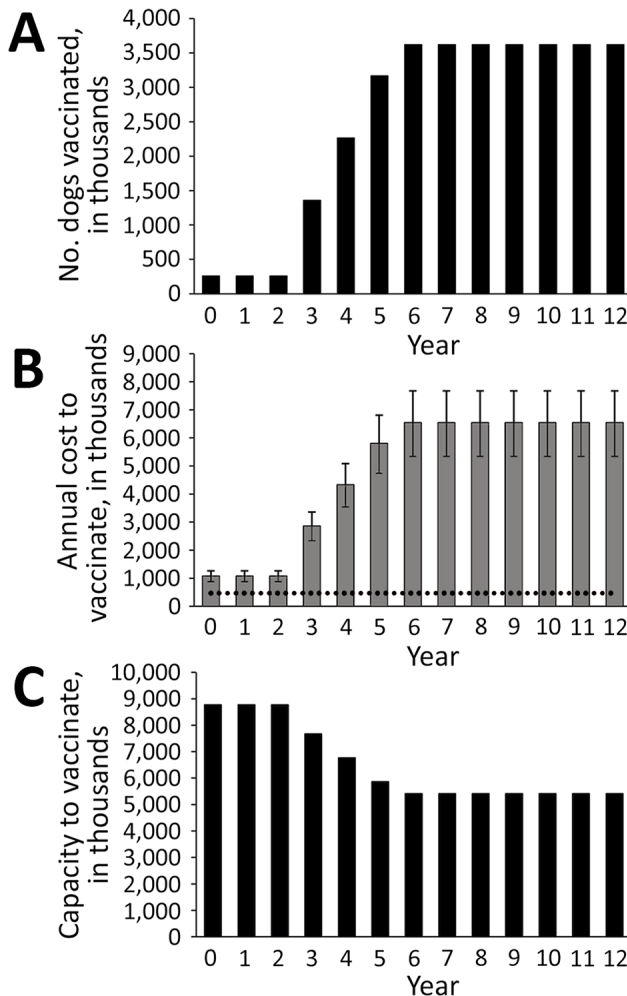 A
No. dogs vaccinated,
in thousands
4,000
3,500
3,000
2,500
2,000
1,500
1,000
500
0
0 1 2 3 4 5 6 7 8 9 10 11 12
Year
B
Annual cost to
vaccinate, in thousands
9,000
8,000
7,000
6,000
5,000
4,000
3,000
2,000
1,000
0
0 1 2 3 4 5 6 7 8 9 10 11 12
Year
C
Capacity to vaccinate,
in thousands
10,000
9,000
8,000
7,000
6,000
5,000
4,000
3,000
2,000
1,000
0
0 1 2 3 4 5 6 7 8 9 10 11 12
Year